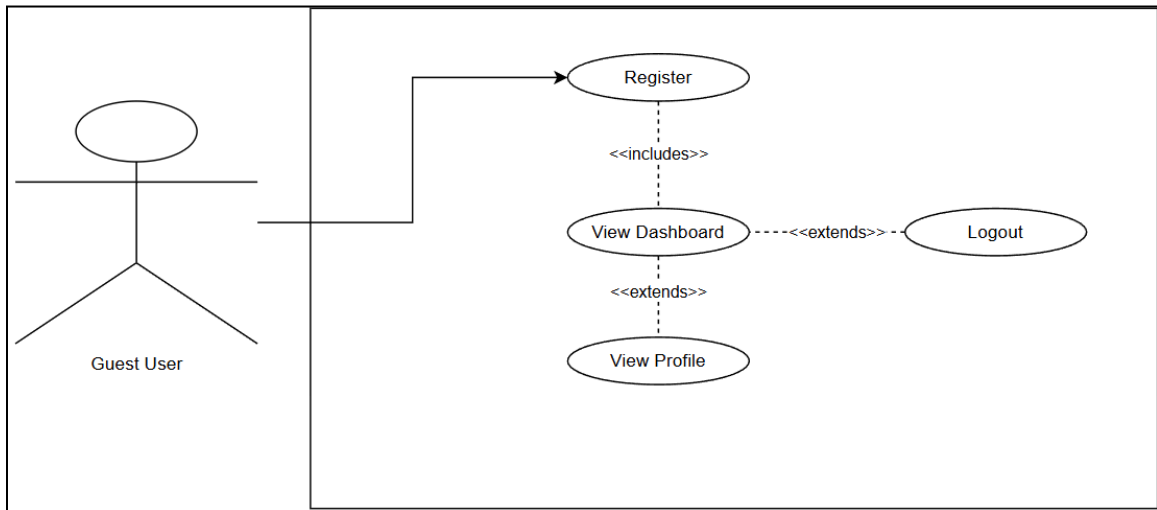 Register
<<includes>>
View Dashboard
<<extends>>
Logout
<<extends>>
View Profile
Guest User